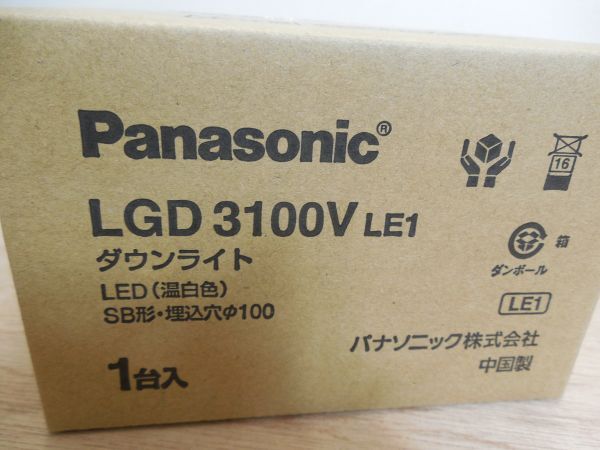 Panasonic®
LGD 3100V LE1
ダウンライト
LED(温白色)
SB形・埋込穴Φ100
1台入
16
箱
ダンボール
LE1
パナソニック株式会社
中国製